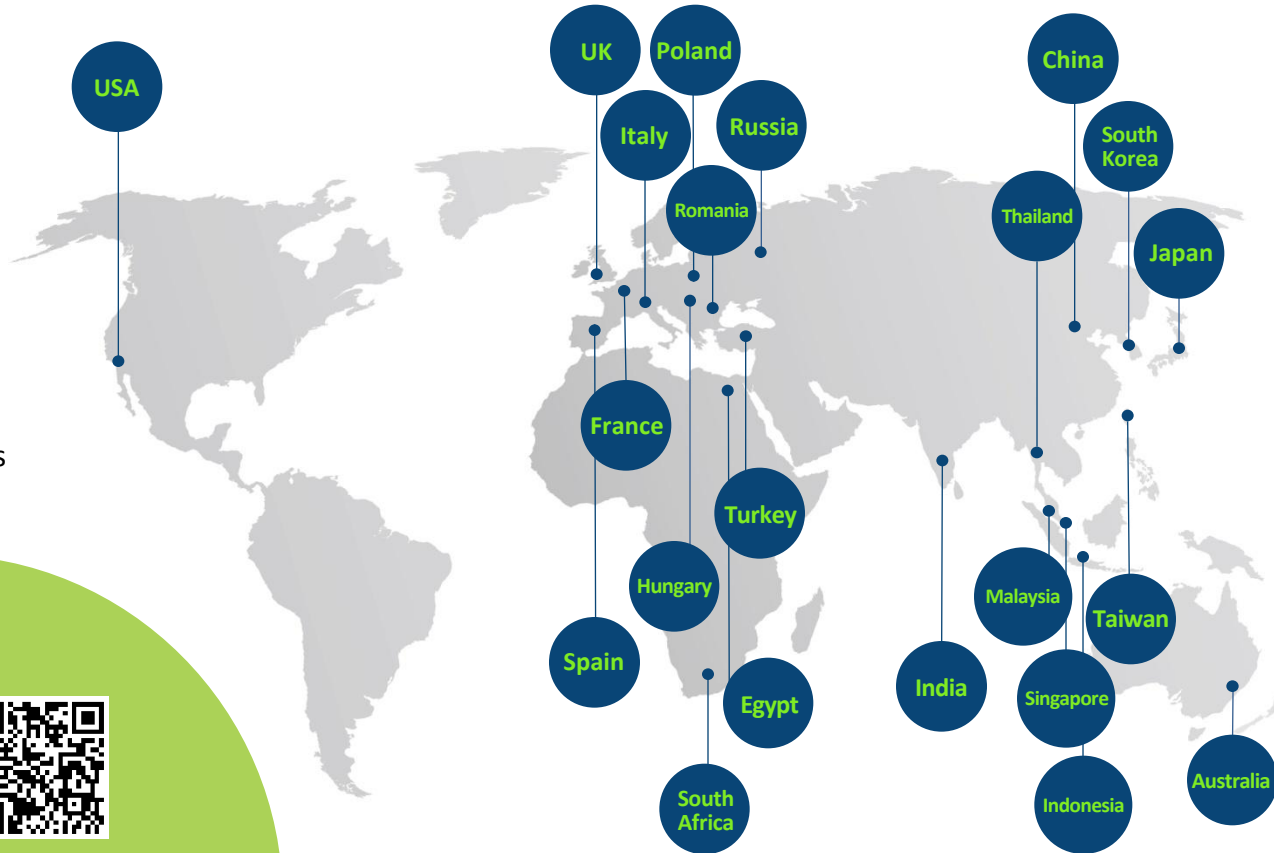 USA
UK
Poland
China
Italy
Russia
South
Korea
Romania
Thailand
Japan
France
s
Turkey
Hungary
Malaysia
Taiwan
Spain
India
Singapore
Egypt
Australia
South
Africa
Indonesia